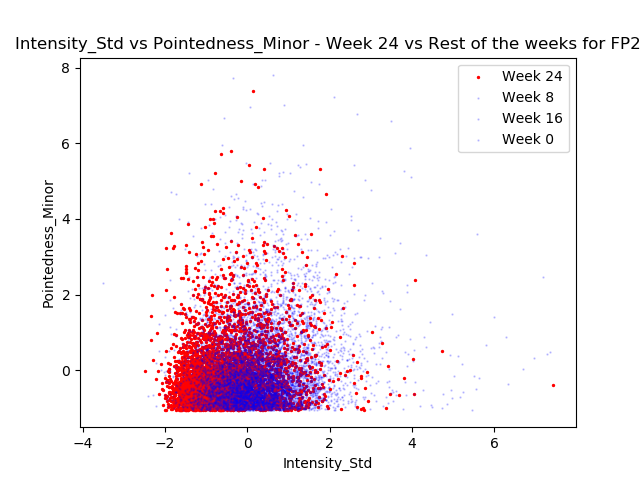 Intensity_Std vs Pointedness_Minor - Week 24 vs Rest of the weeks for FP2
Week 24
Week 8
Week 16
Week 0
8
6
4
2
0
Pointedness_Minor
−4
−2
0
2
4
6
Intensity_Std